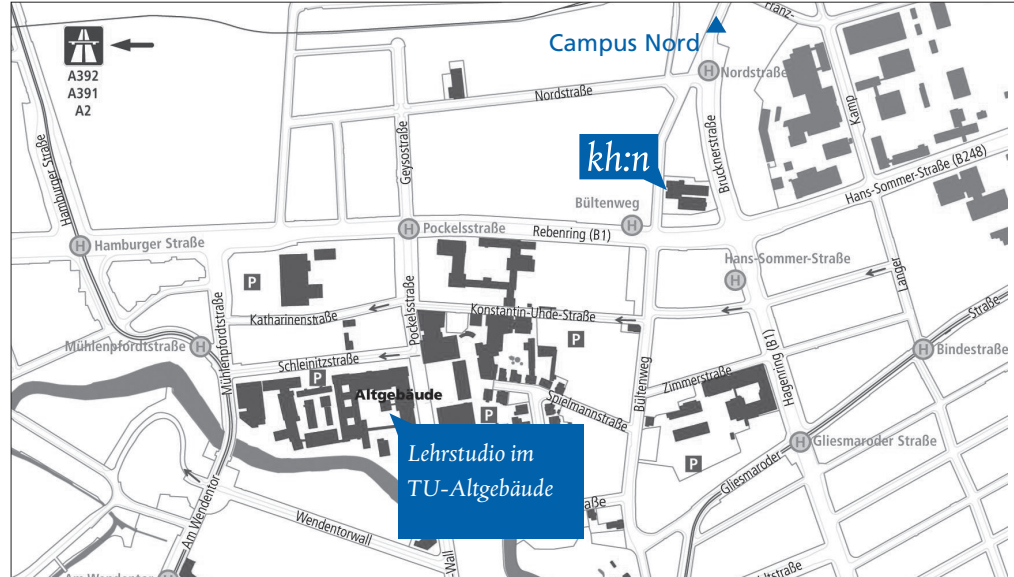 Franz-
Campus Nord
A392
A391
A2
Nordstraße
Nordstraße
Kamp
Hamburger Straße
Geysostraße
Brucknerstraße
kh:n
Hans-Sommer-Straße (B248)
Bültenweg
Pockelsstraße
Rebenring (B1)
Hamburger Straße
Hans-Sommer-Straße
Langer
P
Pockelsstraße
Katharinenstraße
Konstantin-Uhde-Straße
Straße
Mühlenpfordtstraße
Mühlenpfordtstraße
P
Hagenring (B1)
Bindestraße
Schleinitzstraße
P
Bültenweg
Zimmerstraße
Altgebäude
Spielmannstraße
P
Gliesmaroder Straße
Lehrstudio im
TU-Altgebäude
P
Gliesmaroder
Am Wendentor
Wendentorwall
raße
-Wall
Am Wendentor